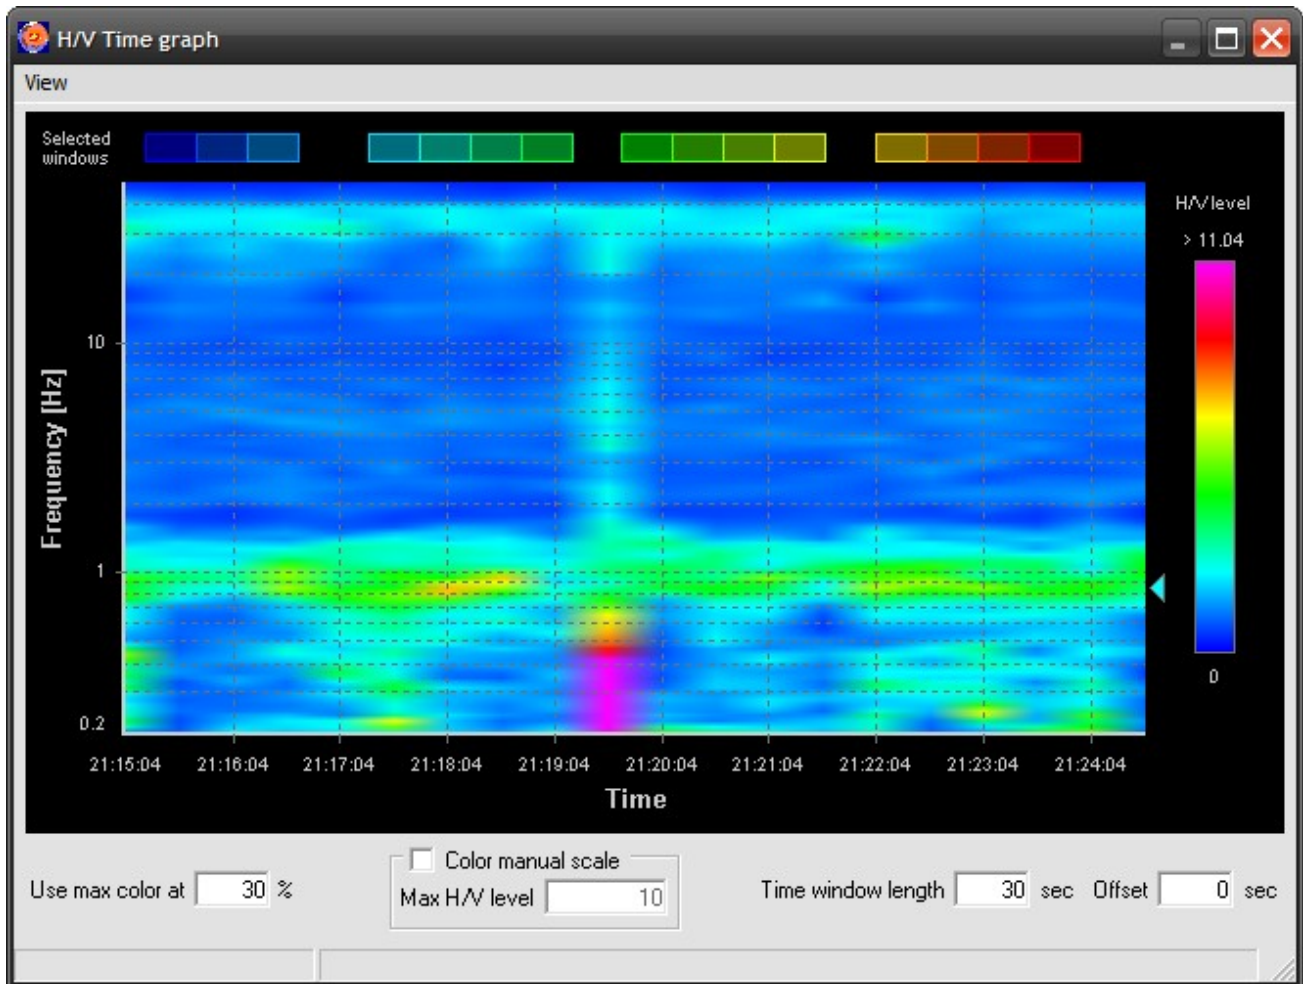 H/V Time graph
View
Selected
windows
H/V level
> 11.04
10
1
0.2
0
Frequency [Hz]
21:15:04 21:16:04 21:17:04 21:18:04 21:19:04 21:20:04 21:21:04 21:22:04 21:23:04 21:24:04
Time
Color manual scale
Use max color at 30 %
Max H/V level 10
Time window length 30 sec Offset 0 sec